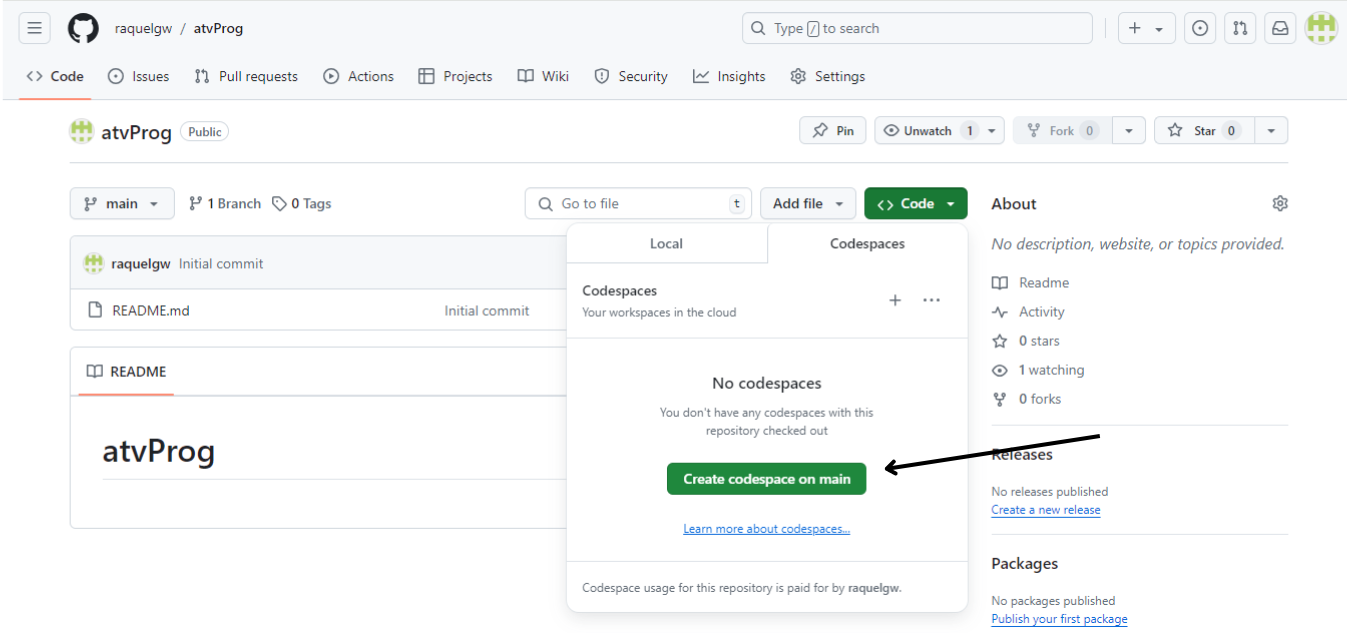 raquelgw / atvProg
Type / to search
Code Issues Pull requests Actions Projects Wiki Security Insights Settings
atvProg Public
Pin Unwatch 1 Fork 0 Star 0
main 1 Branch 0 Tags Go to file t Add file Code
raquelgw Initial commit
README.md Initial commit
README
atvProg
Local Codespaces
Codespaces
Your workspaces in the cloud
No codespaces
You don't have any codespaces with this
repository checked out
Create codespace on main
Learn more about codespaces...
Codespace usage for this repository is paid for by raquelgw.
About
No description, website, or topics provided.
Readme
Activity
0 stars
1 watching
0 forks
Releases
No releases published
Create a new release
Packages
No packages published
Publish your first package